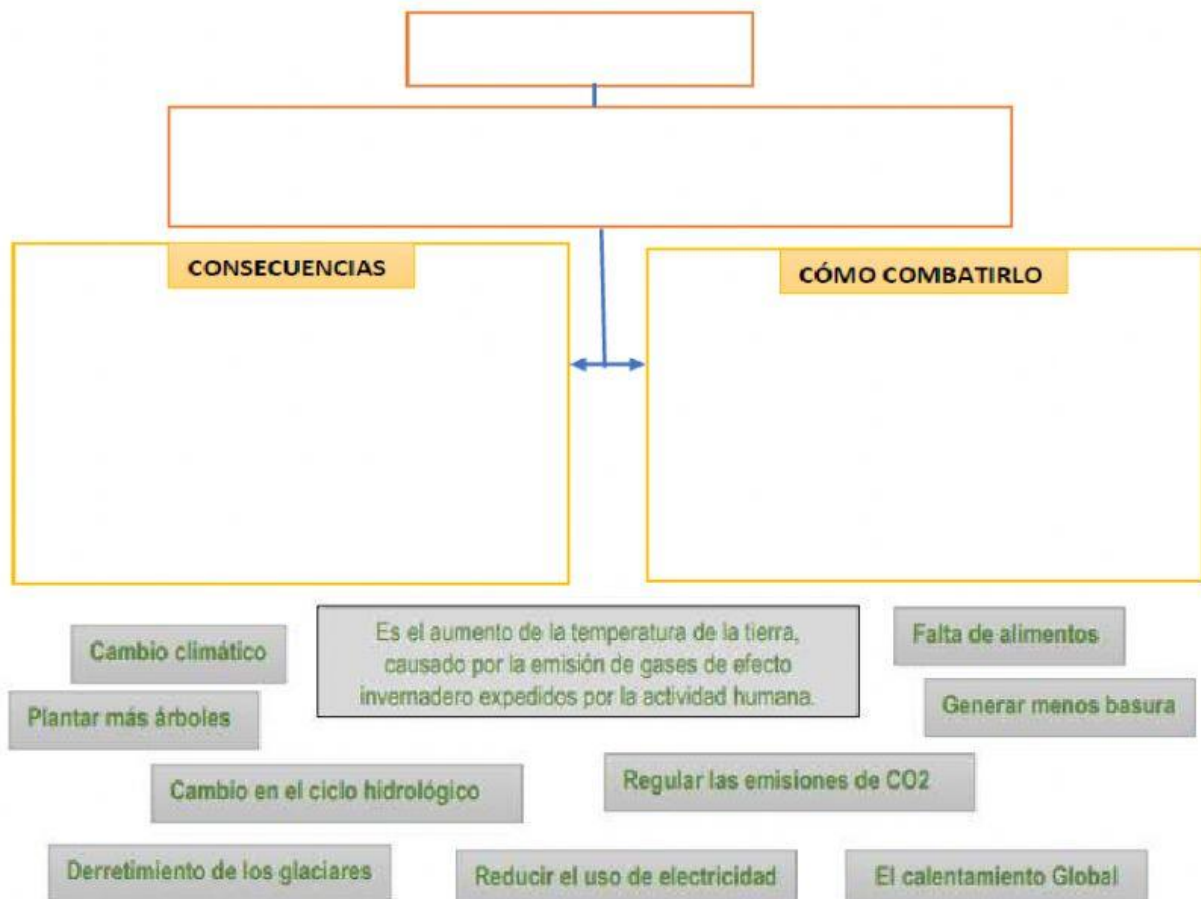 CONSECUENCIAS
CÓMO COMBATIRLO
Cambio climático
Es el aumento de la temperatura de la tierra,
causado por la emisión de gases de efecto
invernadero expedidos por la actividad humana.
Falta de alimentos
Plantar más árboles
Generar menos basura
Cambio en el ciclo hidrológico
Regular las emisiones de CO2
Derretimiento de los glaciares
Reducir el uso de electricidad
El calentamiento Global